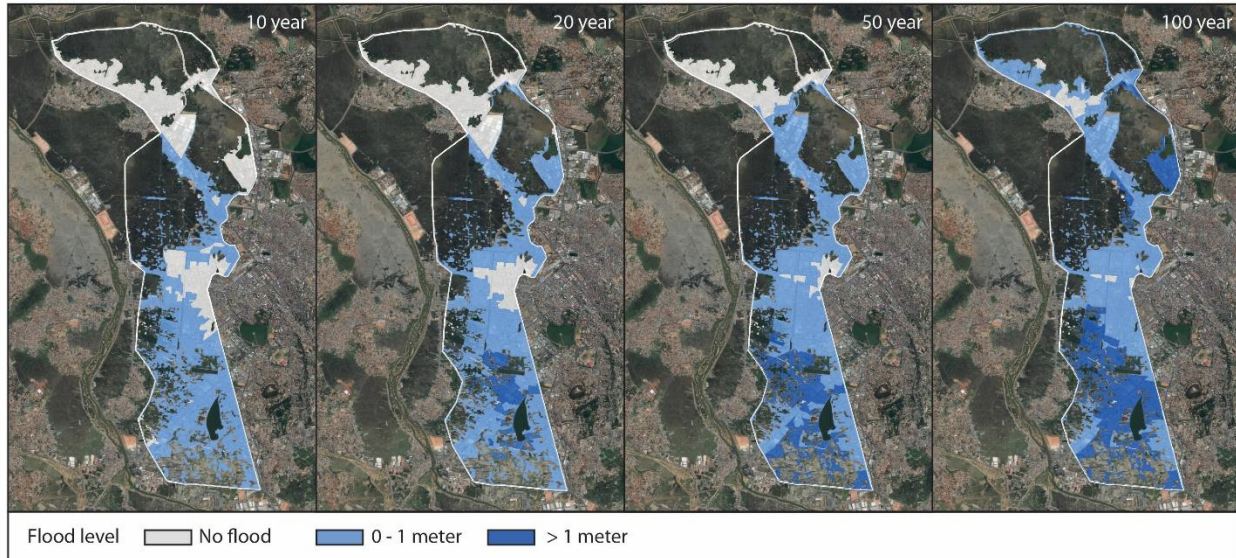 10 year
20 year
50 year
100 year
Flood level No flood 0 - 1 meter > 1 meter